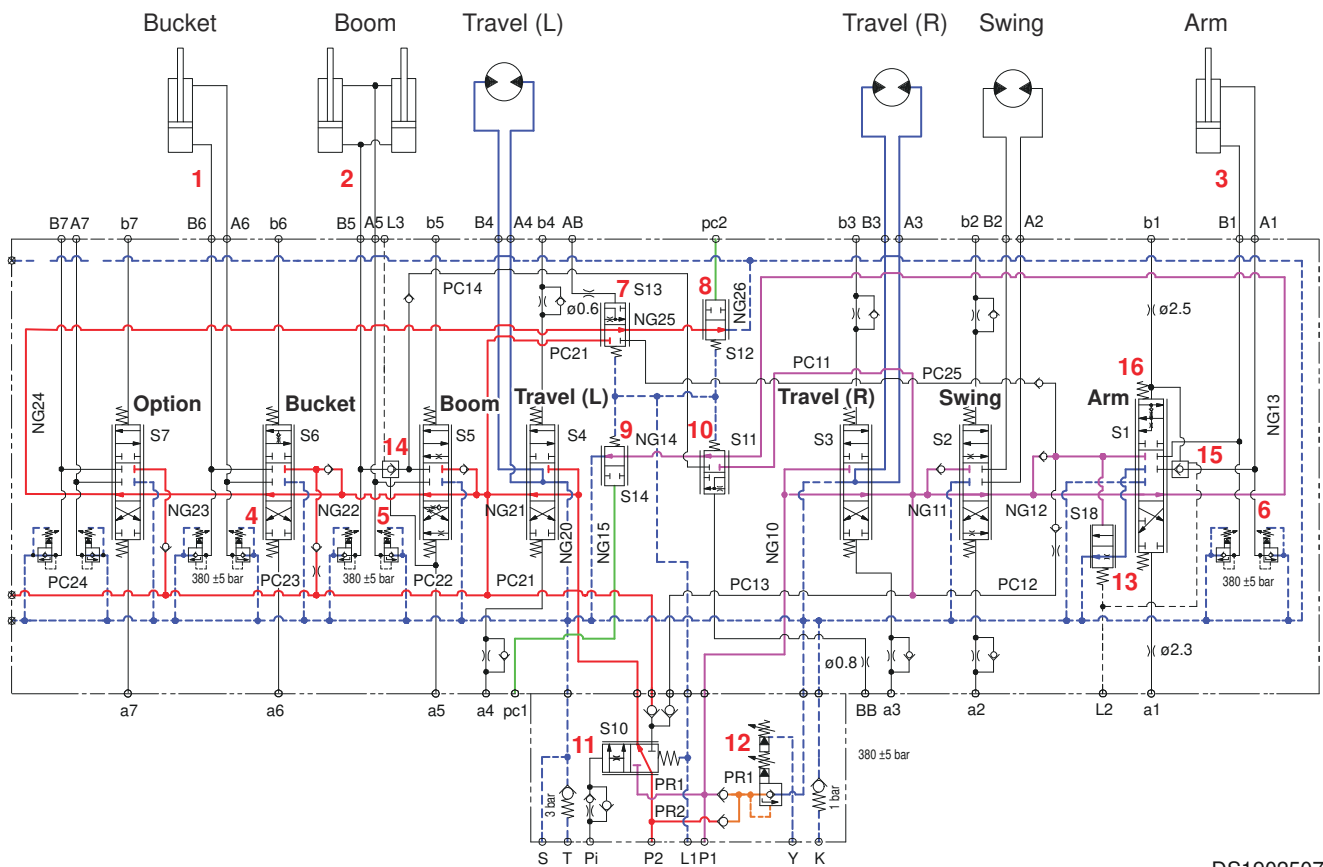 Bucket Boom Travel (L) Travel (R) Swing Arm
1 2 3
B7 A7 b7 B6 A6 b6 B5 A5 L3 b5 B4 A4 b4 AB pc2 b3 B3 A3 b2 B2 A2 b1 B1 A1
PC14 7 S13 8 NG26
ø0.6 ø2.5
NG25
PC21 S12 PC11 PC25
16
NG24 Option Bucket Boom Travel (L) Travel (R) Swing Arm NG13
S7 S6 S5 S4 9 NG14 10 S11 S3 S2 S1
14 15
S14 S18
NG23 4 NG22 5 NG21 NG20 NG15 NG10 NG11 NG12 6
380 ±5 bar 380 ±5 bar 380 ±5 bar
PC24 PC23 PC22 PC21 PC13 PC12 13
ø0.8 ø2.3
a7 a6 a5 a4 pc1 BB a3 a2 L2 a1
11 S10 12 380 ±5 bar
PR1 PR1
3 bar PR2 1 bar
S T Pi P2 L1 P1 Y K